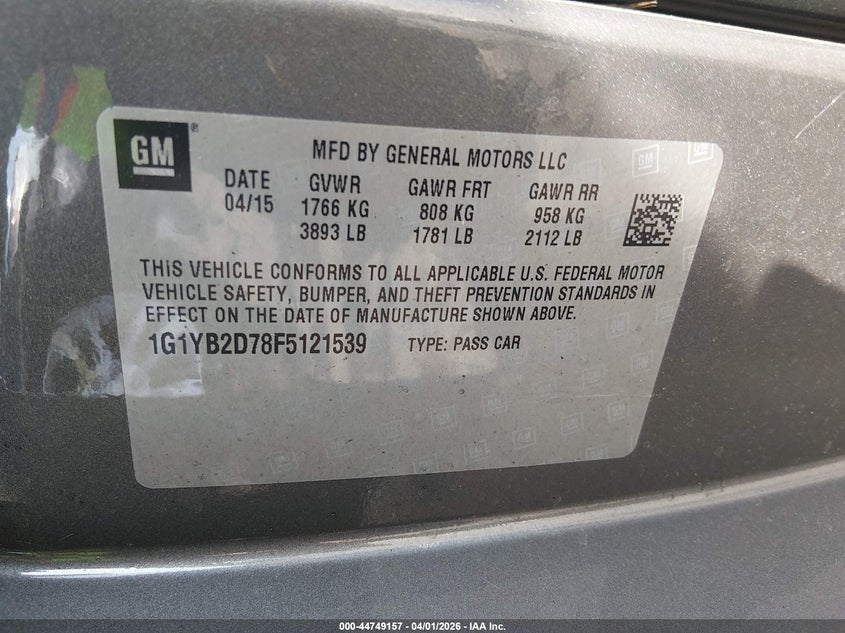 GM ®
MFD BY GENERAL MOTORS LLC
DATE GVWR GAWR FRT GAWR RR
04/15 1766 KG 808 KG 958 KG
3893 LB 1781 LB 2112 LB
THIS VEHICLE CONFORMS TO ALL APPLICABLE U.S. FEDERAL MOTOR
VEHICLE SAFETY, BUMPER, AND THEFT PREVENTION STANDARDS IN
EFFECT ON THE DATE OF MANUFACTURE SHOWN ABOVE.
1G1YB2D78F5121539 TYPE: PASS CAR
000-44749157 - 04/01/2026 - IAA Inc.